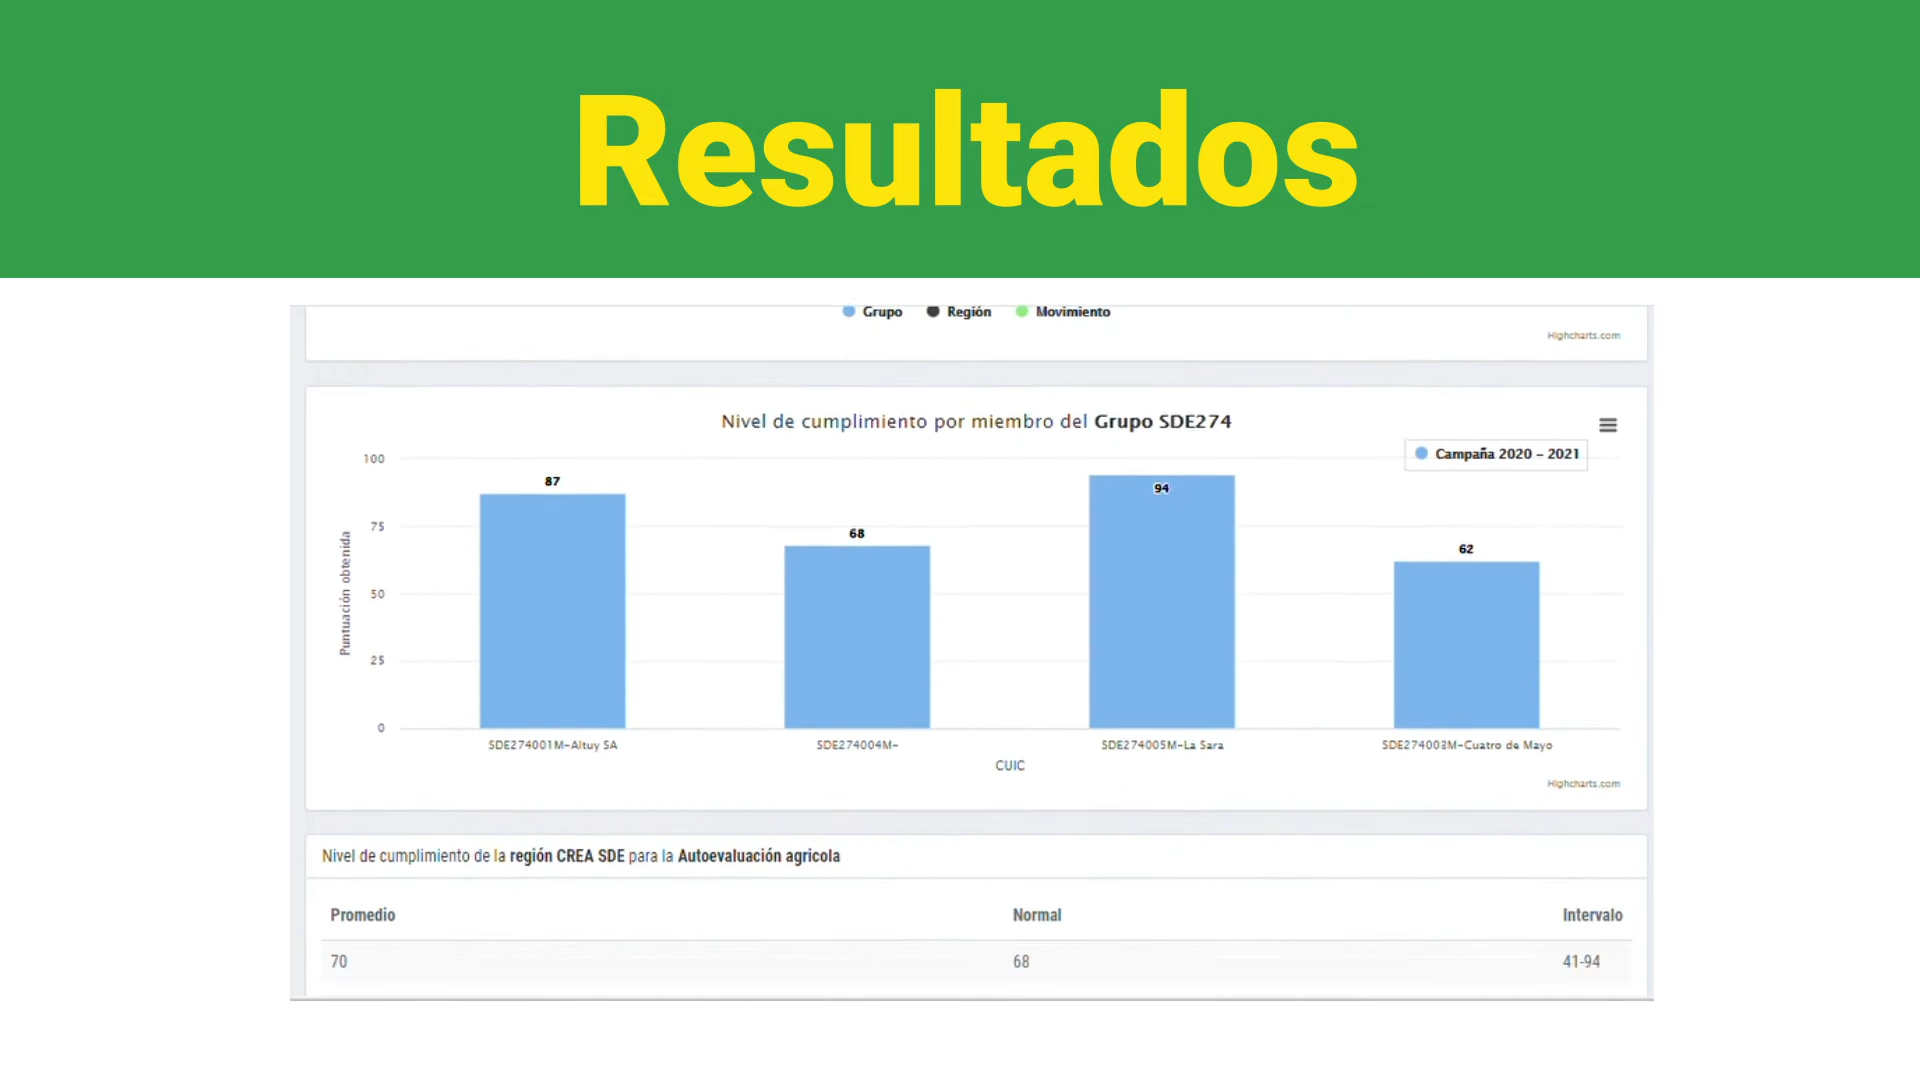 Resultados
Grupo Región Movimiento
Highcharts.com
Nivel de cumplimiento por miembro del Grupo SDE274
Campaña 2020 – 2021
Puntuación obtenida
100
75
50
25
0
87
68
94
62
SDE274001M–Altuy SA
SDE274004M–
SDE274005M–La Sara
SDE274003M–Cuatro de Mayo
CUIC
Highcharts.com
Nivel de cumplimiento de la región CREA SDE para la Autoevaluación agricola
Promedio Normal Intervalo
70 68 41-94